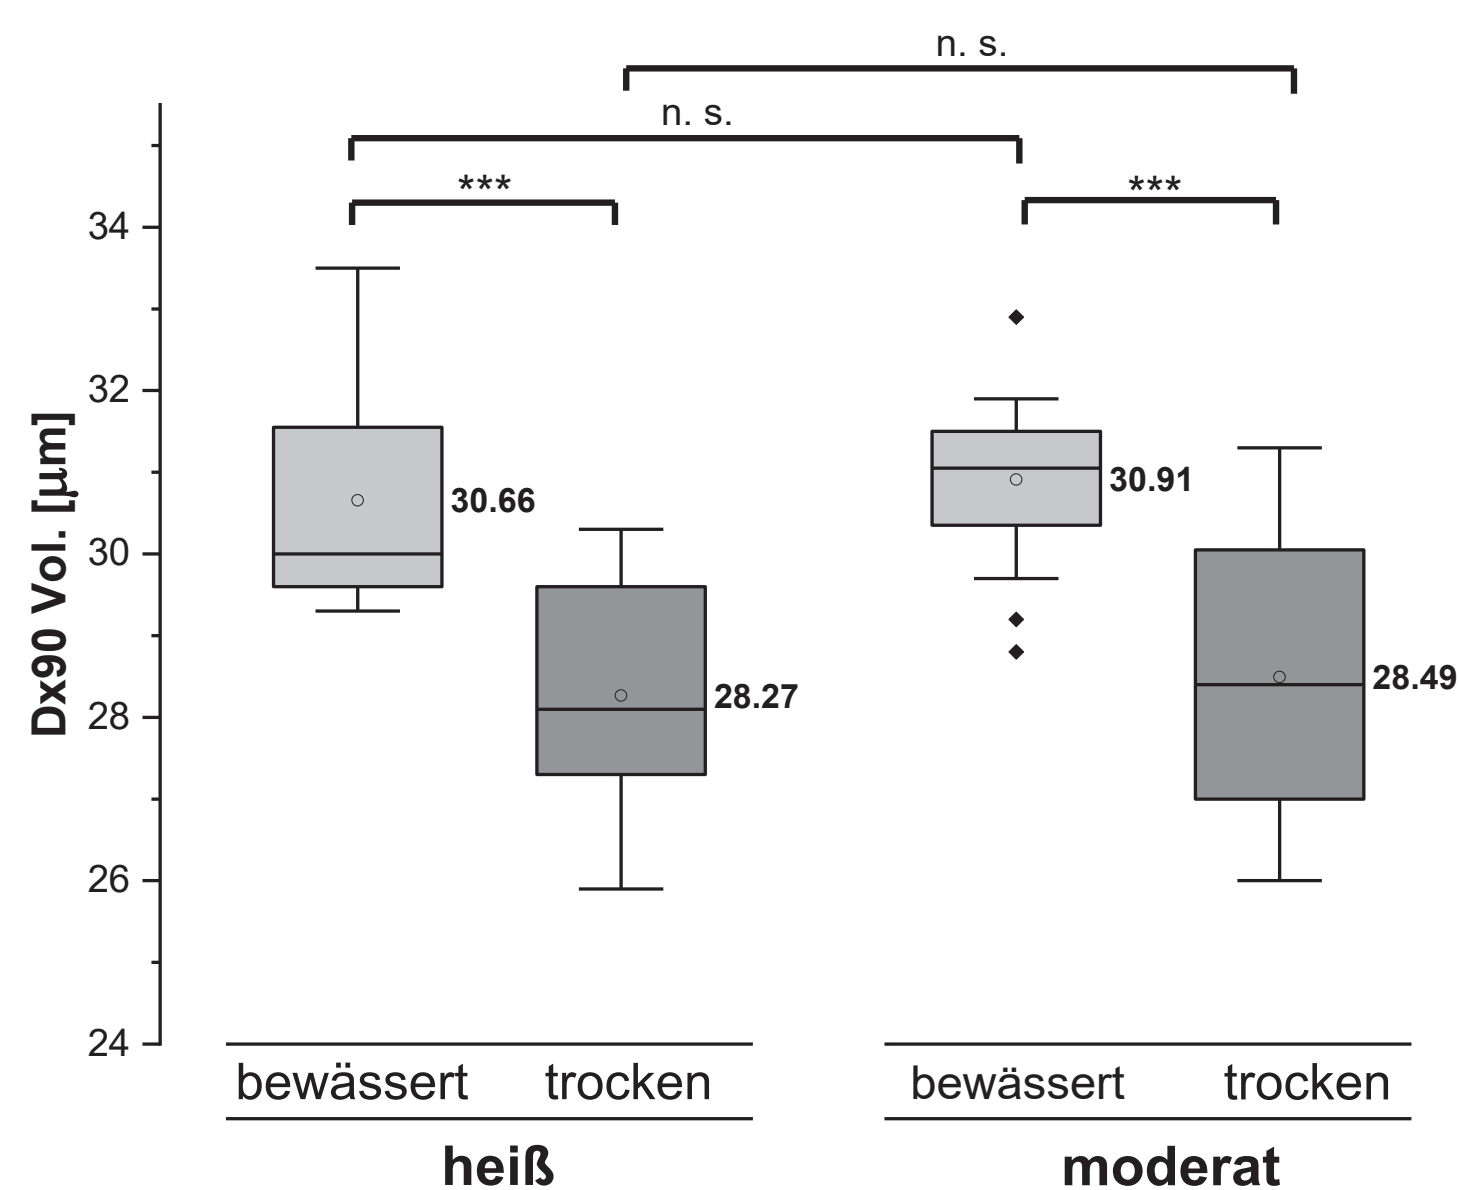 n. s.
n. s.
***
***
34
32
30
28
26
24
Dx90 Vol. [µm]
30.66
28.27
30.91
28.49
bewässert trocken bewässert trocken
heiß moderat